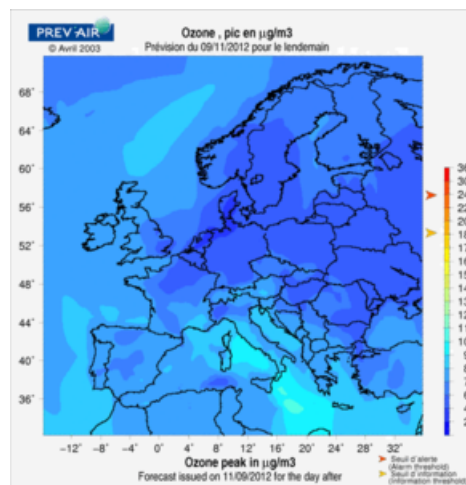 PREV'AIR
© Avril 2003
Ozone , pic en µg/m3
Prévision du 09/11/2012 pour le lendemain
68°
64°
60°
56°
52°
48°
44°
40°
36°
-12° -8° -4° 0° 4° 8° 12° 16° 20° 24° 28° 32°
Ozone peak in µg/m3
Forecast issued on 11/09/2012 for the day after
Seuil d'alerte
(Alarm threshold)
Seuil d'information
(Information threshold)